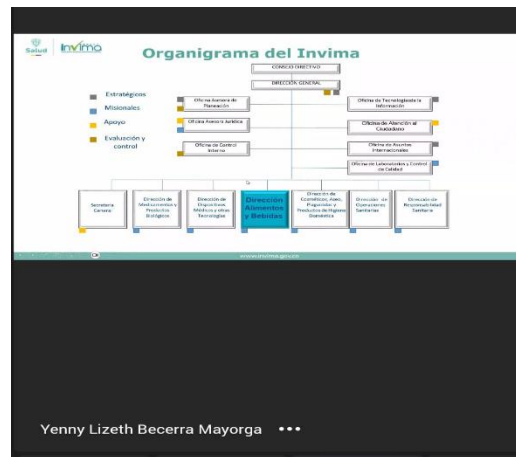 Salud
invima
Organigrama del Invima
CONSEJO DIRECTIVO
DIRECCIÓN GENERAL
Estratégicos
Misionales
Apoyo
Evaluación y
control
Oficina Asesora de
Planeación
Oficina Asesora Jurídica
Oficina de Control
Interno
Oficina de Tecnologías de la
Información
Oficina de Atención al
Ciudadano
Oficina de Asuntos
Internacionales
Oficina de Laboratorios y Control
de Calidad
Secretaría
General
Dirección de
Medicamentos y
Productos
Biológicos
Dirección de
Dispositivos
Médicos y otras
Tecnologías
Dirección
Alimentos
y Bebidas
Dirección de
Cosméticos, Aseo,
Plaguicidas y
Productos de Higiene
Doméstica
Dirección de
Operaciones
Sanitarias
Dirección de
Responsabilidad
Sanitaria
www.invima.gov.co
Yenny Lizeth Becerra Mayorga